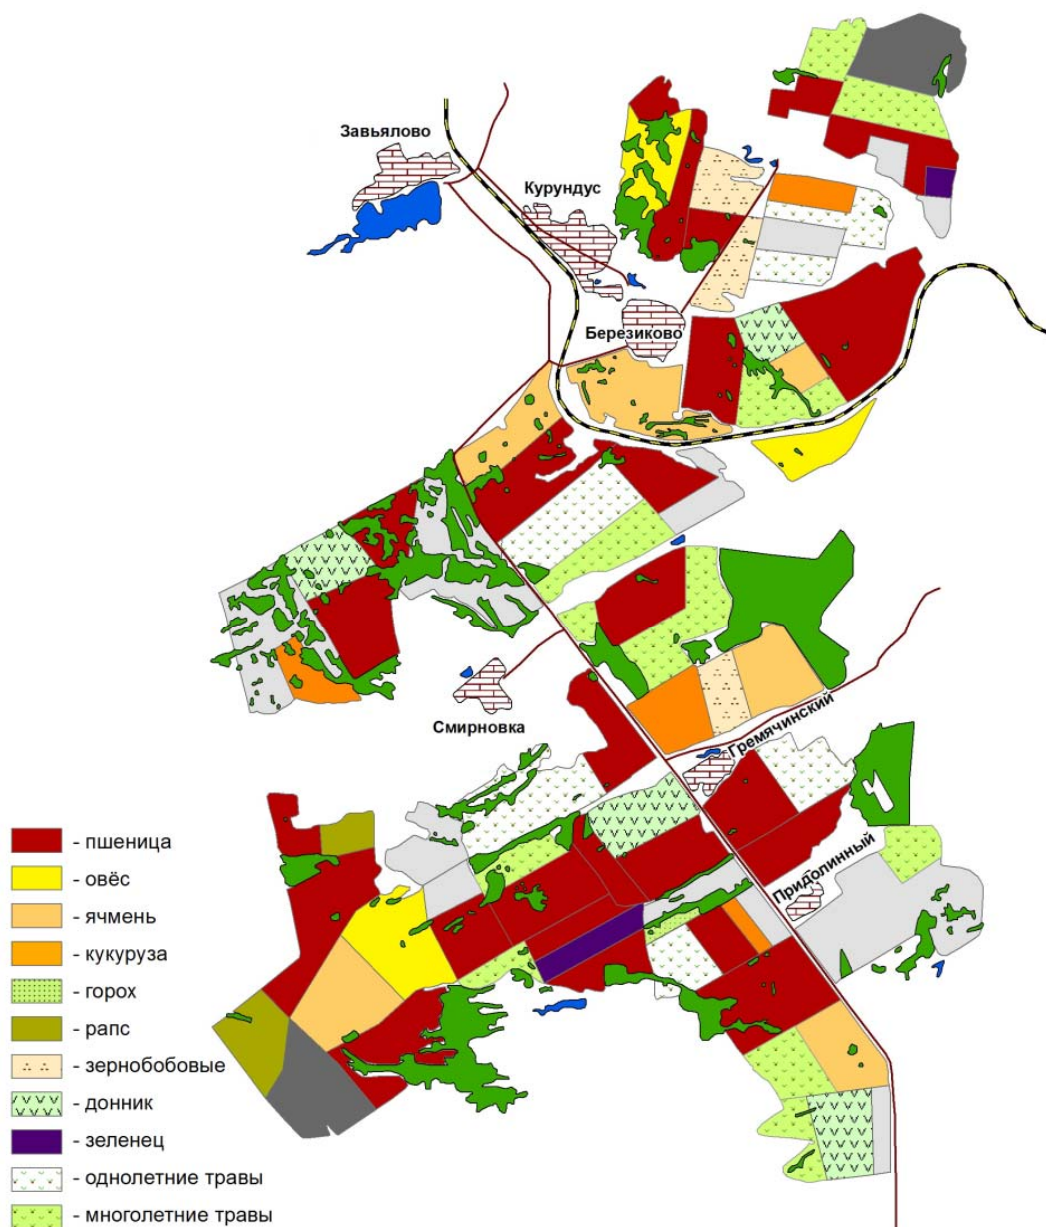 Завьялово
Курундус
Березиково
Смирновка
Гремячинский
Придолинный
- пшеница
- овёс
- ячмень
- кукуруза
- горох
- рапс
- зернобобовые
- донник
- зеленец
- однолетние травы
- многолетние травы